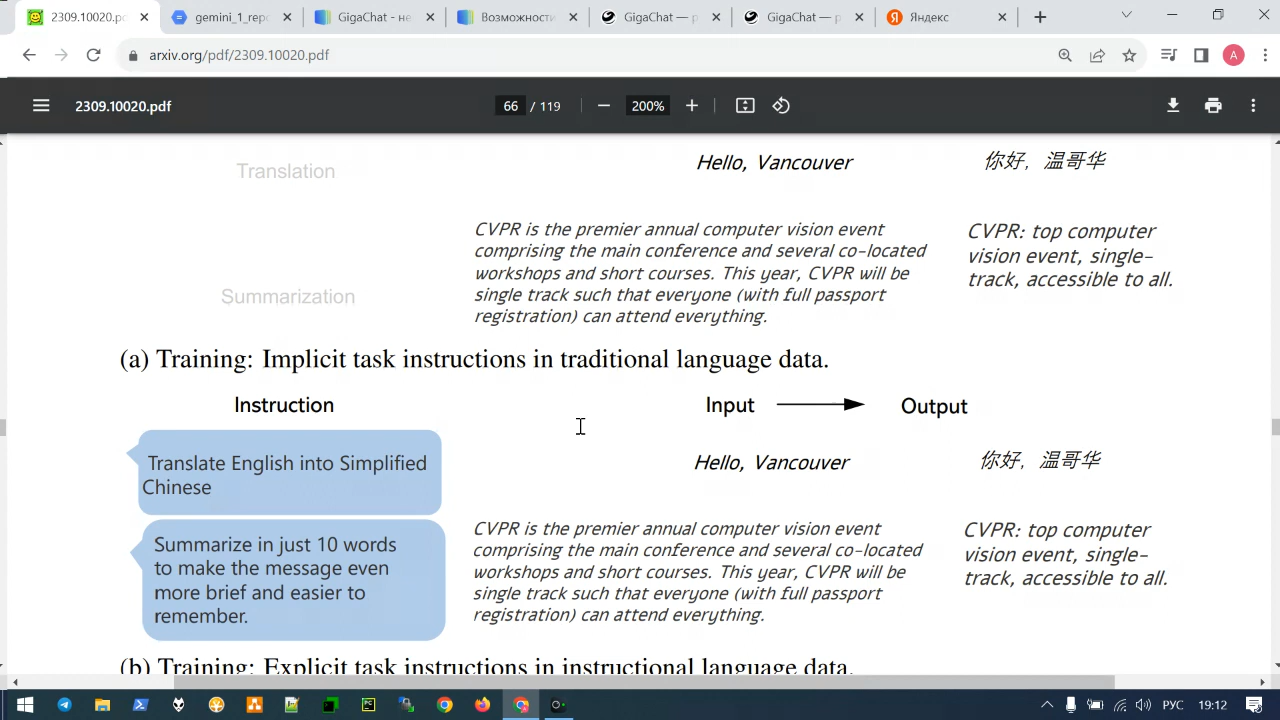 2309.10020.pdf
gemini_1_rep
GigaChat - не
Возможности
GigaChat — р
GigaChat — р
Яндекс
arxiv.org/pdf/2309.10020.pdf
A
2309.10020.pdf
66 / 119
200%
Translation
Hello, Vancouver
你好，温哥华
CVPR is the premier annual computer vision event
comprising the main conference and several co-located
workshops and short courses. This year, CVPR will be
single track such that everyone (with full passport
registration) can attend everything.
CVPR: top computer
vision event, single-
track, accessible to all.
Summarization
(a) Training: Implicit task instructions in traditional language data.
Instruction
Input
Output
Translate English into Simplified
Chinese
Hello, Vancouver
你好，温哥华
Summarize in just 10 words
to make the message even
more brief and easier to
remember.
CVPR is the premier annual computer vision event
comprising the main conference and several co-located
workshops and short courses. This year, CVPR will be
single track such that everyone (with full passport
registration) can attend everything.
CVPR: top computer
vision event, single-
track, accessible to all.
(b) Training: Explicit task instructions in instructional language data.
РУС
19:12